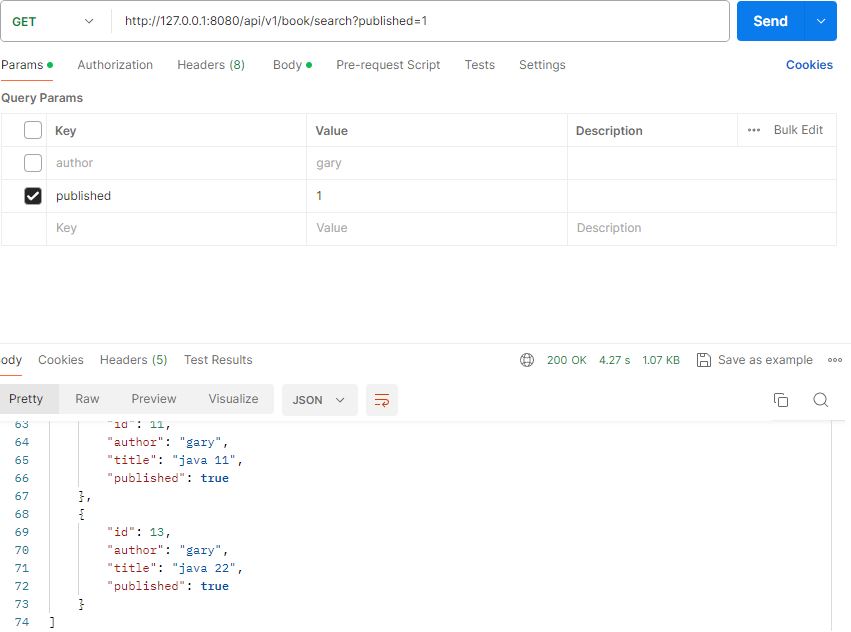 GET http://127.0.0.1:8080/api/v1/book/search?published=1 Send
Params Authorization Headers (8) Body Pre-request Script Tests Settings Cookies
Query Params
Key Value Description ••• Bulk Edit
author gary
published 1
Key Value Description
ody Cookies Headers (5) Test Results 200 OK 4.27 s 1.07 KB Save as example
Pretty Raw Preview Visualize JSON
63 "id": 11,
64 "author": "gary",
65 "title": "java 11",
66 "published": true
67 },
68 {
69 "id": 13,
70 "author": "gary",
71 "title": "java 22",
72 "published": true
73 }
74 ]